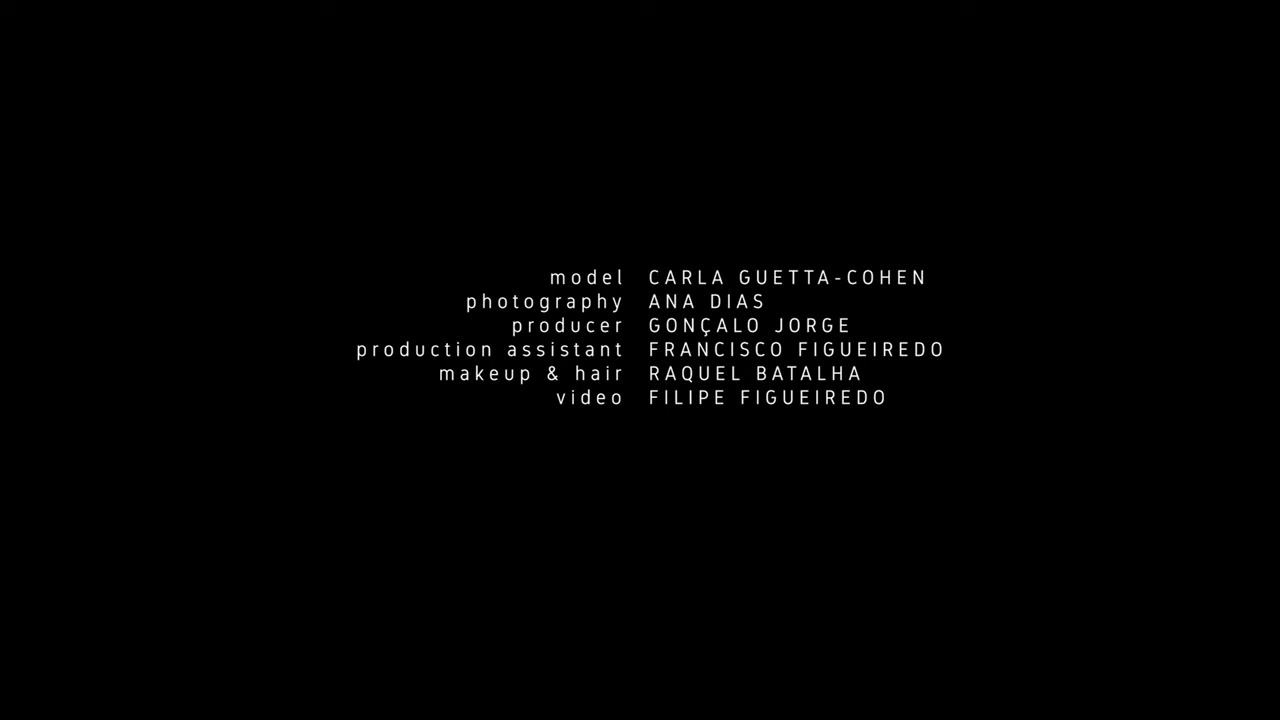 model CARLA GUETTA-COHEN
photography ANA DIAS
producer GONÇALO JORGE
production assistant FRANCISCO FIGUEIREDO
makeup & hair RAQUEL BATALHA
video FILIPE FIGUEIREDO